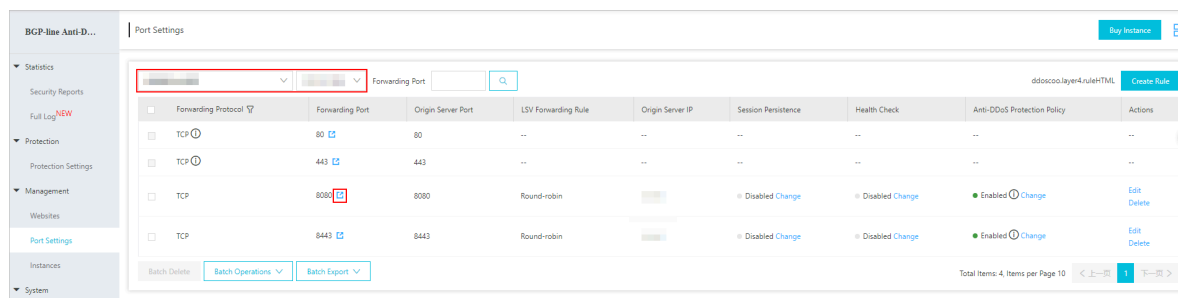 BGP-line Anti-D...
Port Settings
Buy Instance
Statistics
Security Reports
Full Log NEW
Protection
Protection Settings
Management
Websites
Port Settings
Instances
System
Forwarding Port
ddoscoo.layer4.ruleHTML
Create Rule
Forwarding Protocol Forwarding Port Origin Server Port LSV Forwarding Rule Origin Server IP Session Persistence Health Check Anti-DDoS Protection Policy Actions
TCP 80 80 -- -- -- -- -- --
TCP 443 443 -- -- -- -- -- --
TCP 8080 8080 Round-robin Disabled Change Disabled Change Enabled Change Edit
Delete
TCP 8443 8443 Round-robin Disabled Change Disabled Change Enabled Change Edit
Delete
Batch Delete Batch Operations Batch Export Total Items: 4, Items per Page 10 < 上一页 1 下一页 >